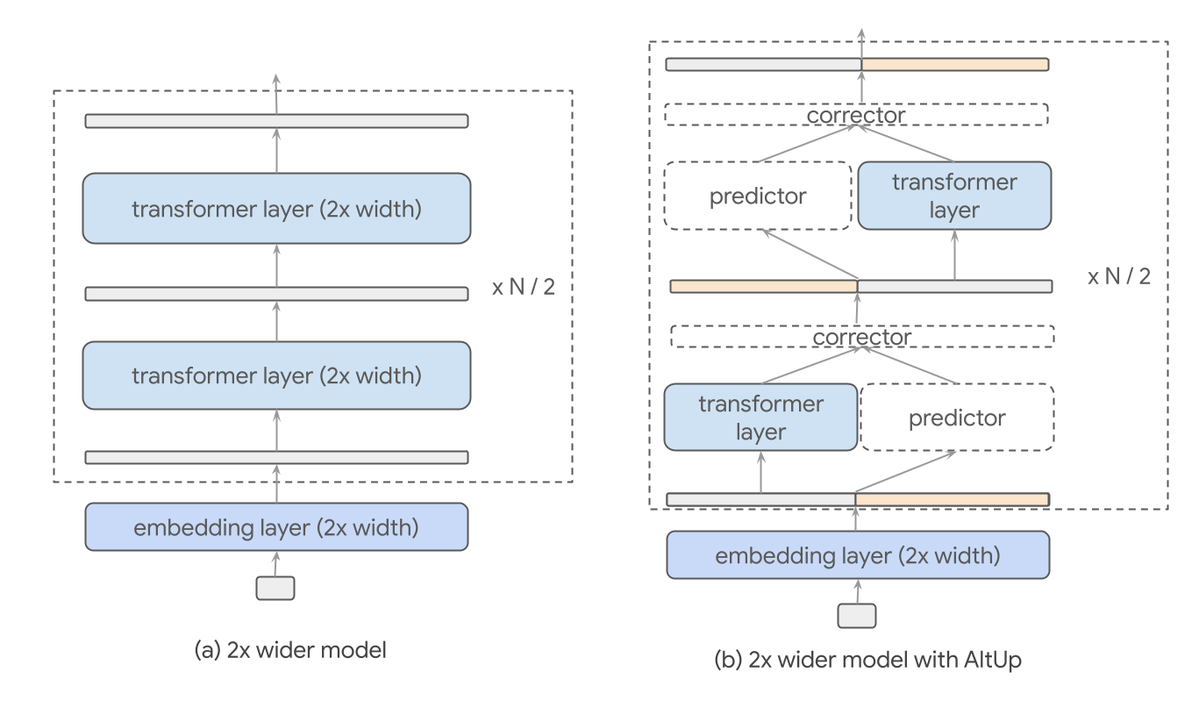 transformer layer (2x width)
x N / 2
transformer layer (2x width)
embedding layer (2x width)
(a) 2x wider model
corrector
predictor
transformer
layer
x N / 2
corrector
transformer
layer
predictor
embedding layer (2x width)
(b) 2x wider model with AltUp